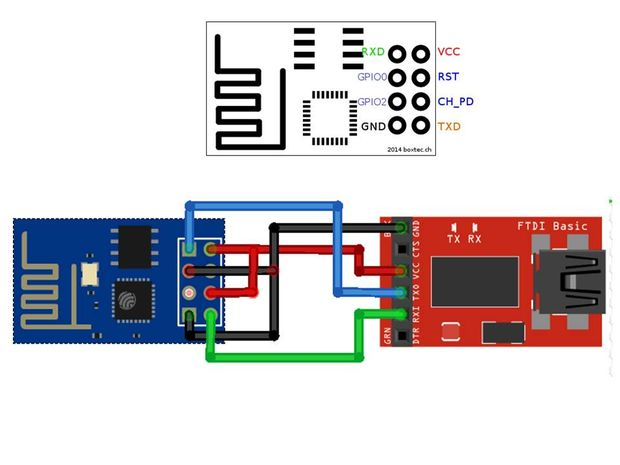 RXD VCC
GPIO0 RST
GPIO2 CH_PD
GND TXD
2014 boxtec.ch
FTDI Basic
TX RX
GND
CTS
VCC
TXO
RXI
DTR
GRN